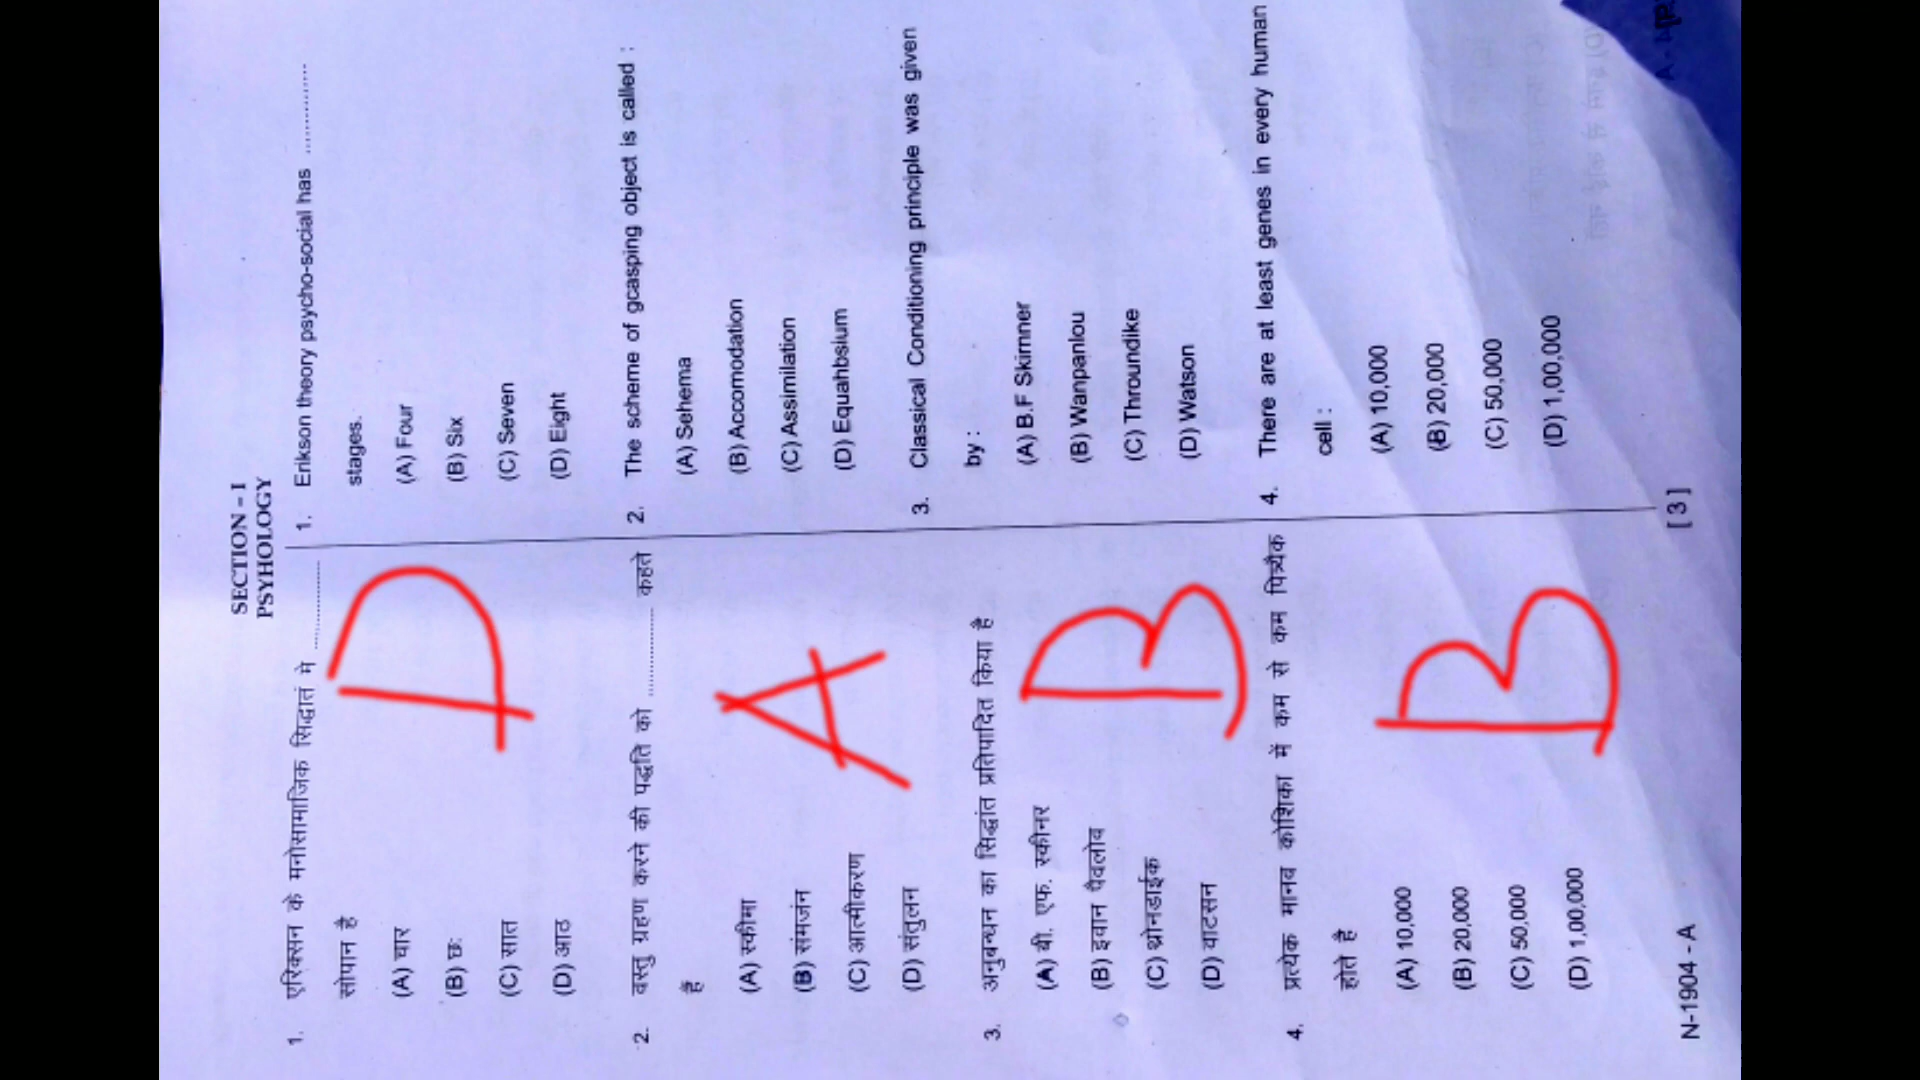 SECTION – I
PSYHOLOGY
1. एरिक्सन के मनोसामाजिक सिद्धातं मे ..............
सोपान है
(A) चार
(B) छः
(C) सात
(D) आठ
D
2. वस्तु ग्रहण करने की पद्धति को .............. कहते
हैं
(A) स्कीमा
(B) संमजंन
(C) आत्मीकरण
(D) संतुलन
A
3. अनुबन्धन का सिद्धांत प्रतिपादित किया है
(A) बी. एफ. स्कीनर
(B) इवान पैवलोव
(C) थ्रोनडाईक
(D) वाटसन
B
4. प्रत्येक मानव कोशिका में कम से कम पित्र्यैक
होते है
(A) 10,000
(B) 20,000
(C) 50,000
(D) 1,00,000
B
1. Erikson theory psycho-social has ..............
stages.
(A) Four
(B) Six
(C) Seven
(D) Eight
2. The scheme of gcasping object is called :
(A) Sehema
(B) Accomodation
(C) Assimilation
(D) Equahbsium
3. Classical Conditioning principle was given
by :
(A) B.F Skimner
(B) Wanpanlou
(C) Throundike
(D) Watson
4. There are at least genes in every human
cell :
(A) 10,000
(B) 20,000
(C) 50,000
(D) 1,00,000
N-1904 - A
[ 3 ]